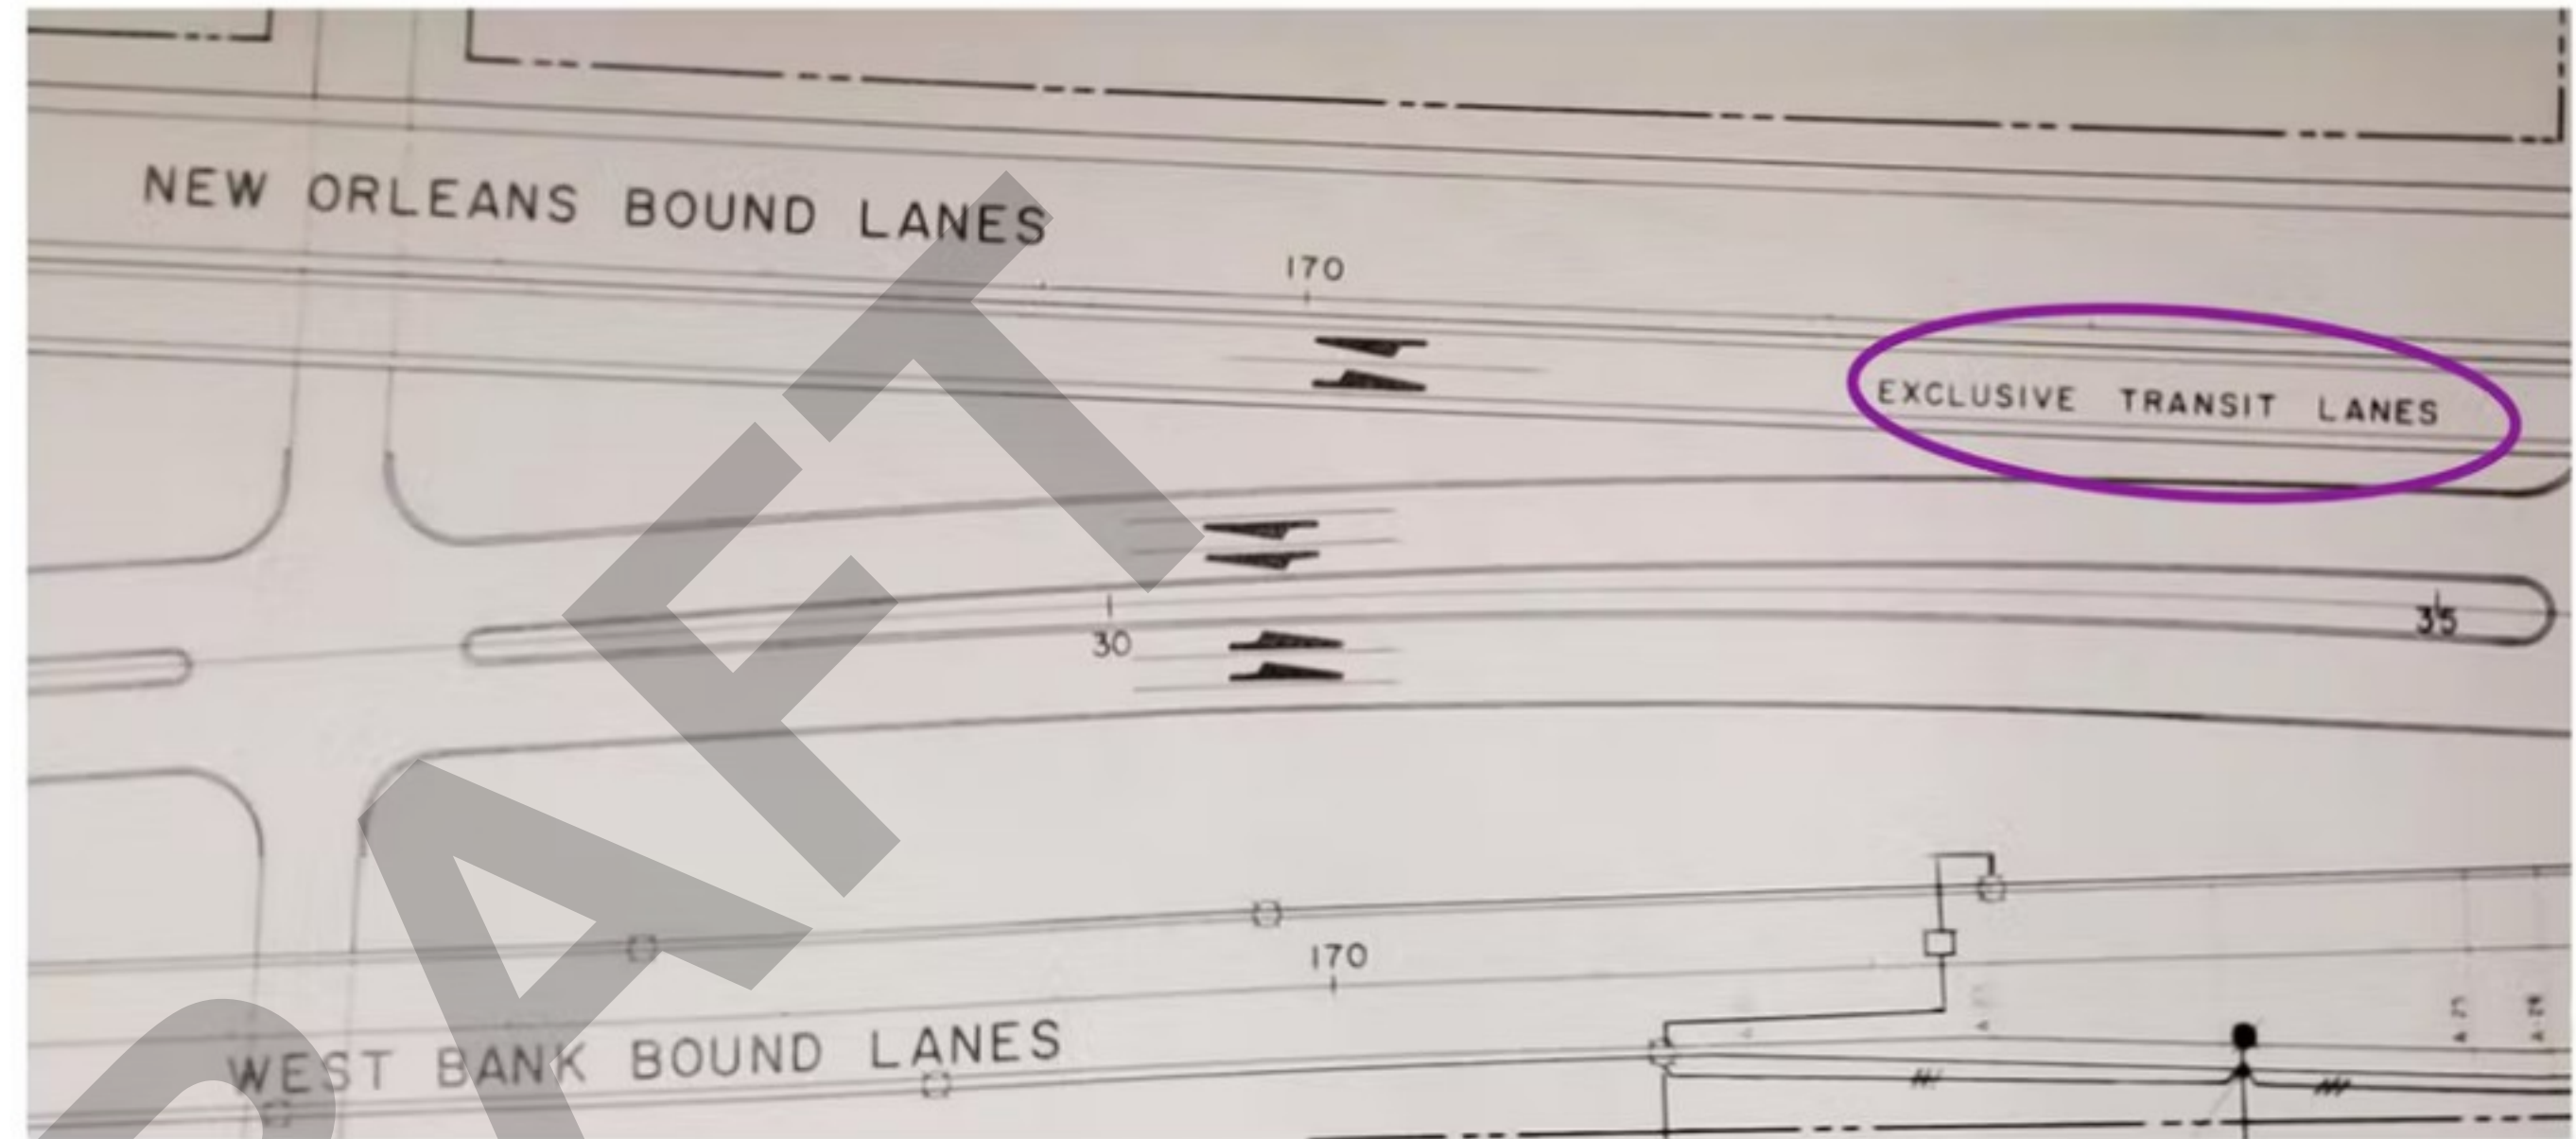 NEW ORLEANS BOUND LANES
170
EXCLUSIVE TRANSIT LANES
30
35
170
WEST BANK BOUND LANES
DRAFT